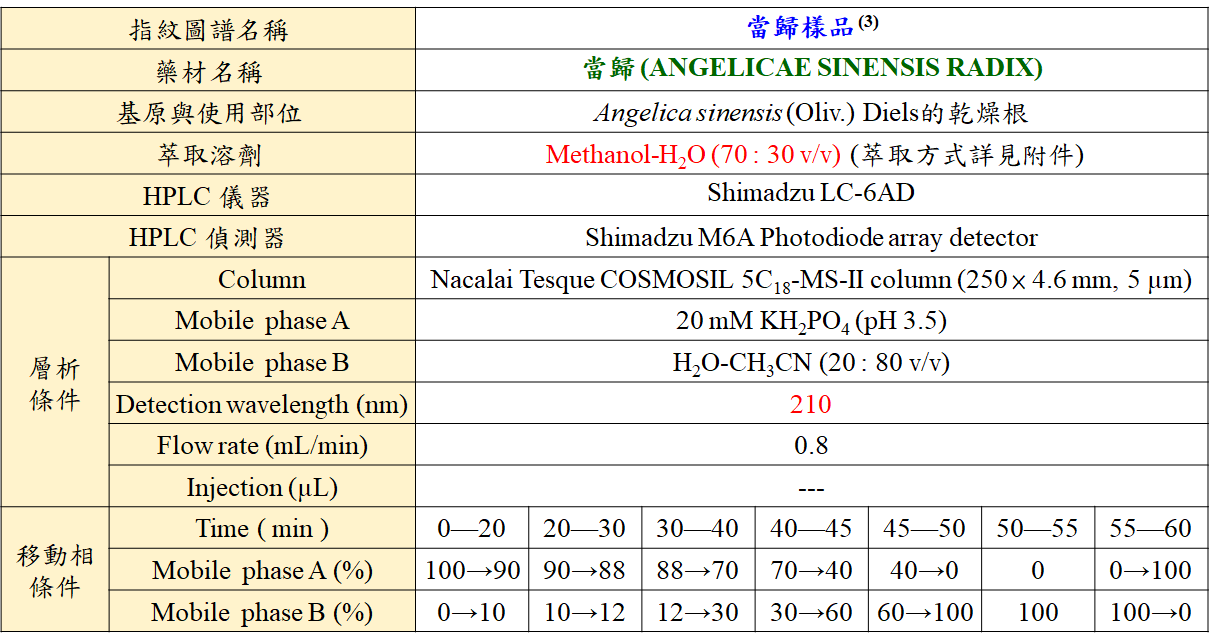 指紋圖譜名稱 當歸樣品(3)
藥材名稱 當歸 (ANGELICAE SINENSIS RADIX)
基原與使用部位 Angelica sinensis (Oliv.) Diels的乾燥根
萃取溶劑 Methanol-H2O (70 : 30 v/v) (萃取方式詳見附件)
HPLC 儀器 Shimadzu LC-6AD
HPLC 偵測器 Shimadzu M6A Photodiode array detector
層析條件
Column Nacalai Tesque COSMOSIL 5C18-MS-II column (250 × 4.6 mm, 5 μm)
Mobile phase A 20 mM KH2PO4 (pH 3.5)
Mobile phase B H2O-CH3CN (20 : 80 v/v)
Detection wavelength (nm) 210
Flow rate (mL/min) 0.8
Injection (μL) ---
移動相條件
Time ( min ) 0—20 20—30 30—40 40—45 45—50 50—55 55—60
Mobile phase A (%) 100→90 90→88 88→70 70→40 40→0 0 0→100
Mobile phase B (%) 0→10 10→12 12→30 30→60 60→100 100 100→0